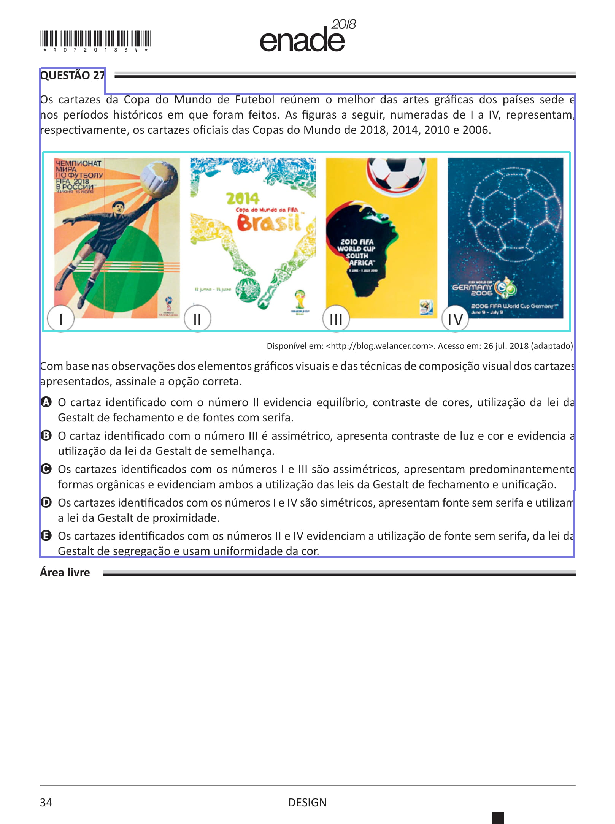 enade 2018
*R0720183 4*
QUESTÃO 27
Os cartazes da Copa do Mundo de Futebol reúnem o melhor das artes gráficas dos países sede e
nos períodos históricos em que foram feitos. As figuras a seguir, numeradas de I a IV, representam,
respectivamente, os cartazes oficiais das Copas do Mundo de 2018, 2014, 2010 e 2006.
ЧЕМПИОНАТ
МИРА
ПО ФУТБОЛУ
FIFA 2018
В РОССИИ
I
2014
Copa do Mundo da FIFA
Brasil
II
2010 FIFA
WORLD CUP
SOUTH
AFRICA
III
GERMANY
2006
2006 FIFA World Cup Germany
June 9 – July 9
IV
Disponível em: <http://blog.welancer.com>. Acesso em: 26 jul. 2018 (adaptado)
Com base nas observações dos elementos gráficos visuais e das técnicas de composição visual dos cartazes
apresentados, assinale a opção correta.
A O cartaz identificado com o número II evidencia equilíbrio, contraste de cores, utilização da lei da
Gestalt de fechamento e de fontes com serifa.
B O cartaz identificado com o número III é assimétrico, apresenta contraste de luz e cor e evidencia a
utilização da lei da Gestalt de semelhança.
C Os cartazes identificados com os números I e III são assimétricos, apresentam predominantemente
formas orgânicas e evidenciam ambos a utilização das leis da Gestalt de fechamento e unificação.
D Os cartazes identificados com os números I e IV são simétricos, apresentam fonte sem serifa e utilizam
a lei da Gestalt de proximidade.
E Os cartazes identificados com os números II e IV evidenciam a utilização de fonte sem serifa, da lei da
Gestalt de segregação e usam uniformidade da cor.
Área livre
34
DESIGN